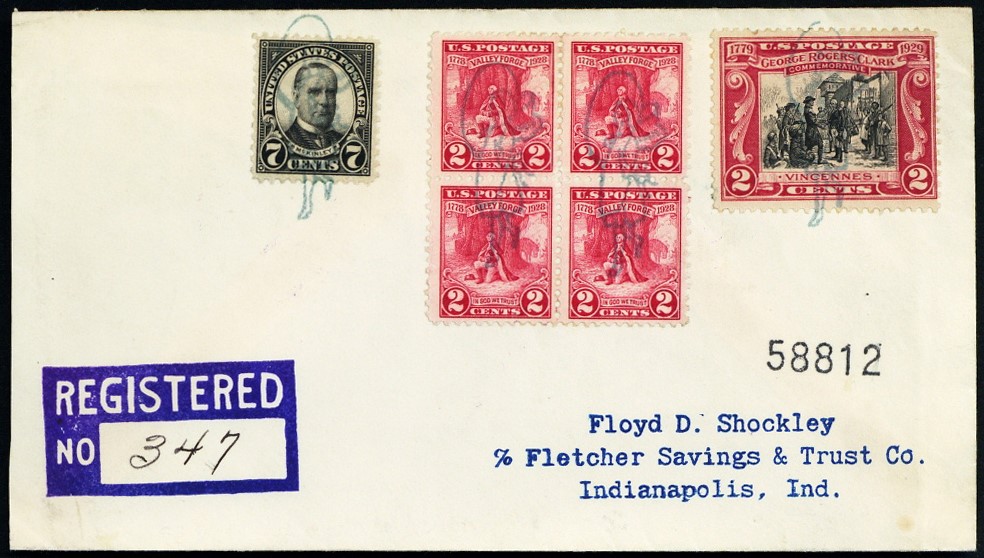 UNITED STATES POSTAGE
McKINLEY
7 CENTS 7
U.S. POSTAGE
1778 VALLEY FORGE 1928
IN GOD WE TRUST
2 CENTS 2
U.S. POSTAGE
1778 VALLEY FORGE 1928
IN GOD WE TRUST
2 CENTS 2
U.S. POSTAGE
1778 VALLEY FORGE 1928
IN GOD WE TRUST
2 CENTS 2
U.S. POSTAGE
1778 VALLEY FORGE 1928
IN GOD WE TRUST
2 CENTS 2
1779 U.S. POSTAGE 1929
GEORGE ROGERS CLARK
COMMEMORATIVE
VINCENNES
2 CENTS 2
58812
REGISTERED
NO 347
Floyd D. Shockley
% Fletcher Savings & Trust Co.
Indianapolis, Ind.